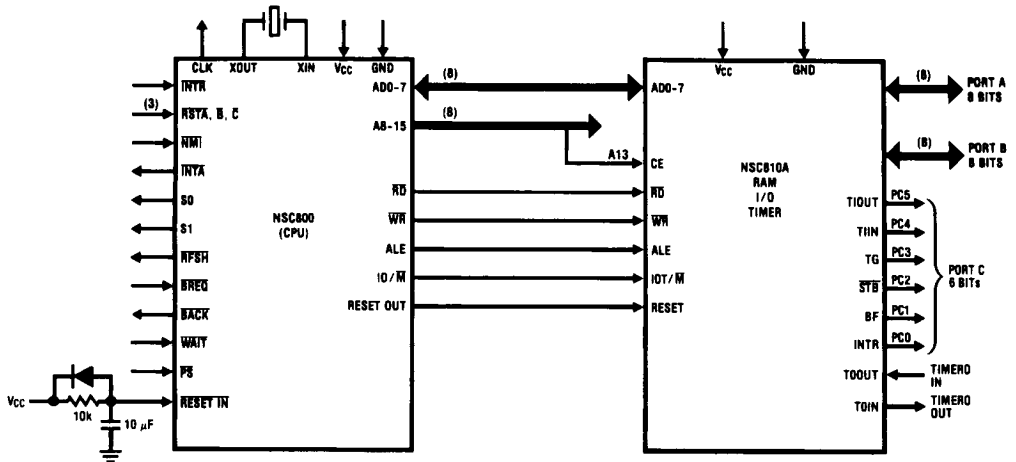 CLK XOUT XIN VCC GND
INTR
(3) RSTA, B, C
NMI
INTA
S0
S1
RFSH
BREQ
BACK
WAIT
PS
RESET IN
VCC
10k
10 µF
NSC800
(CPU)
AD0-7
(8)
A8-15
(8)
A13
RD
WR
ALE
IO/M
RESET OUT
VCC GND
AD0-7
CE
RD
WR
ALE
IOT/M
RESET
NSC810A
RAM
I/O
TIMER
(8)
PORT A
8 BITS
(8)
PORT B
8 BITS
T1OUT PC5
T1IN PC4
TG PC3
STB PC2
BF PC1
INTR PC0
PORT C
6 BITs
T0OUT
TIMER0
IN
T0IN
TIMER0
OUT